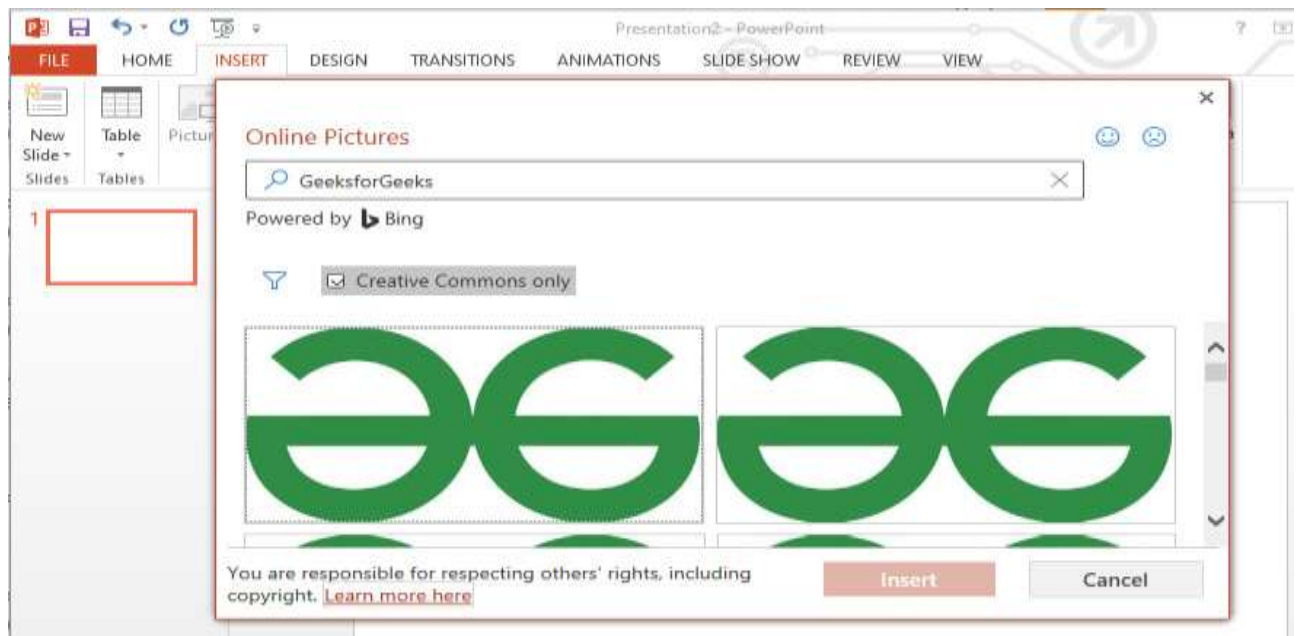 Presentation2 - PowerPoint
?
FILE HOME INSERT DESIGN TRANSITIONS ANIMATIONS SLIDE SHOW REVIEW VIEW
New
Slide
Table
Slides
Tables
1
Online Pictures
GeeksforGeeks
Powered by Bing
Creative Commons only
You are responsible for respecting others' rights, including
copyright. Learn more here
Insert
Cancel